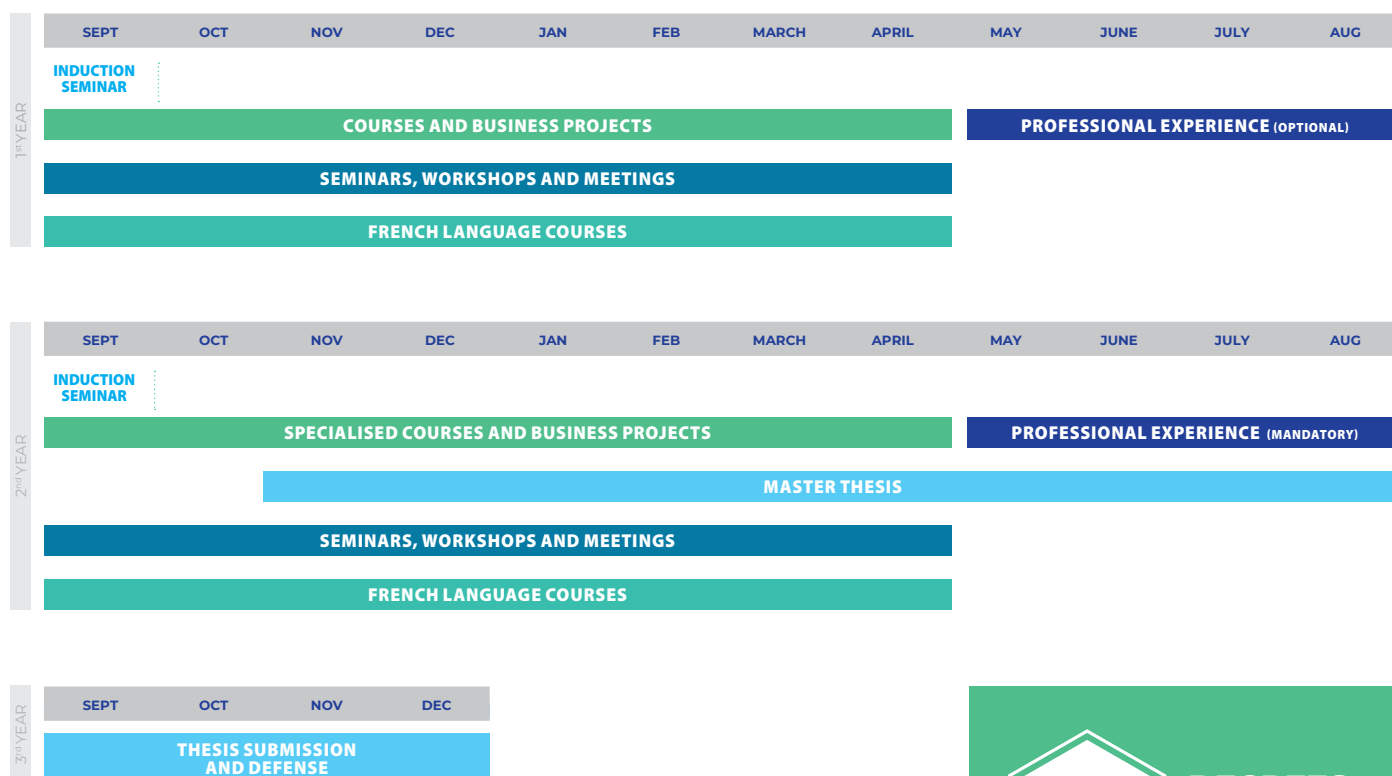 1st YEAR
SEPT OCT NOV DEC JAN FEB MARCH APRIL MAY JUNE JULY AUG
INDUCTION
SEMINAR
COURSES AND BUSINESS PROJECTS
PROFESSIONAL EXPERIENCE (OPTIONAL)
SEMINARS, WORKSHOPS AND MEETINGS
FRENCH LANGUAGE COURSES
2nd YEAR
SEPT OCT NOV DEC JAN FEB MARCH APRIL MAY JUNE JULY AUG
INDUCTION
SEMINAR
SPECIALISED COURSES AND BUSINESS PROJECTS
PROFESSIONAL EXPERIENCE (MANDATORY)
MASTER THESIS
SEMINARS, WORKSHOPS AND MEETINGS
FRENCH LANGUAGE COURSES
3rd YEAR
SEPT OCT NOV DEC
THESIS SUBMISSION
AND DEFENSE